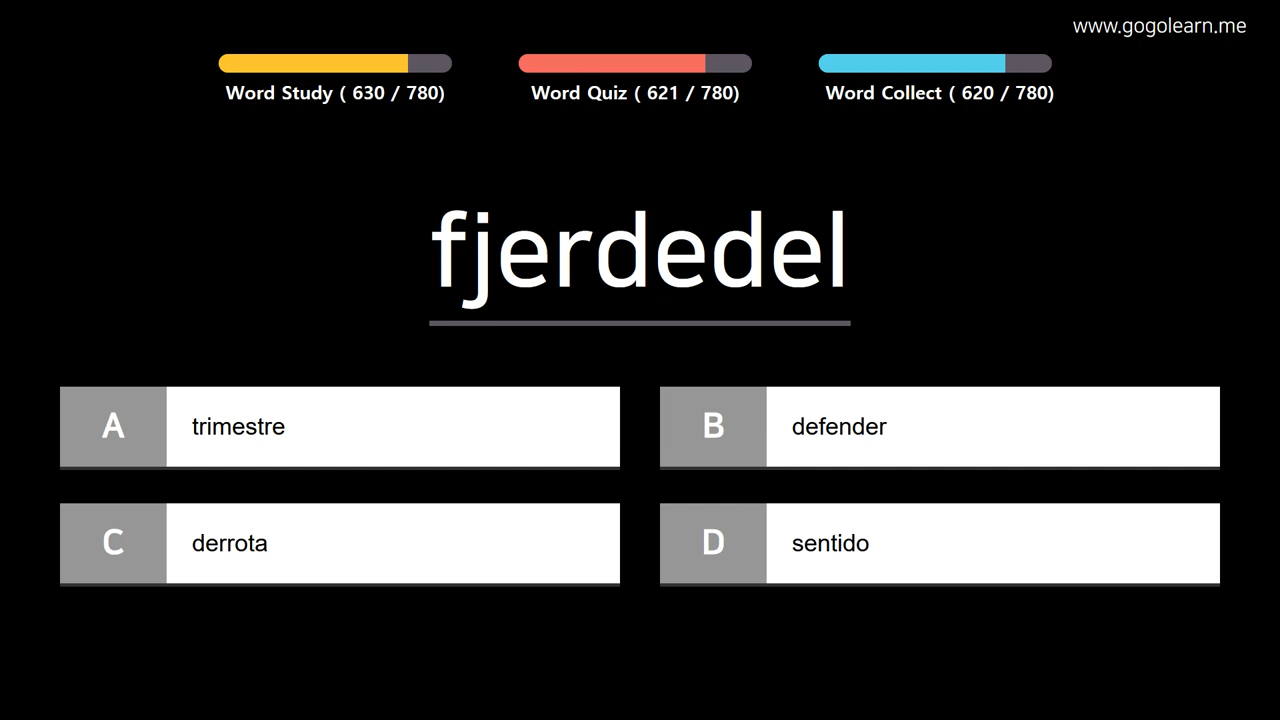 www.gogolearn.me
Word Study ( 630 / 780)
Word Quiz ( 621 / 780)
Word Collect ( 620 / 780)
fjerdedel
A
trimestre
B
defender
C
derrota
D
sentido